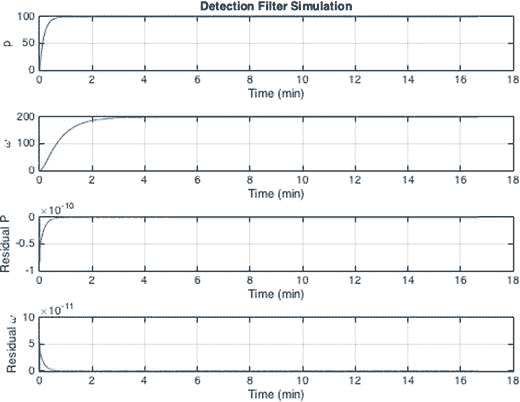 Detection Filter Simulation
100
50
0
p
0 2 4 6 8 10 12 14 16 18
Time (min)
200
100
0
ω
0 2 4 6 8 10 12 14 16 18
Time (min)
×10⁻¹⁰
0
-0.5
-1
Residual P
0 2 4 6 8 10 12 14 16 18
Time (min)
×10⁻¹¹
10
5
0
Residual ω
0 2 4 6 8 10 12 14 16 18
Time (min)